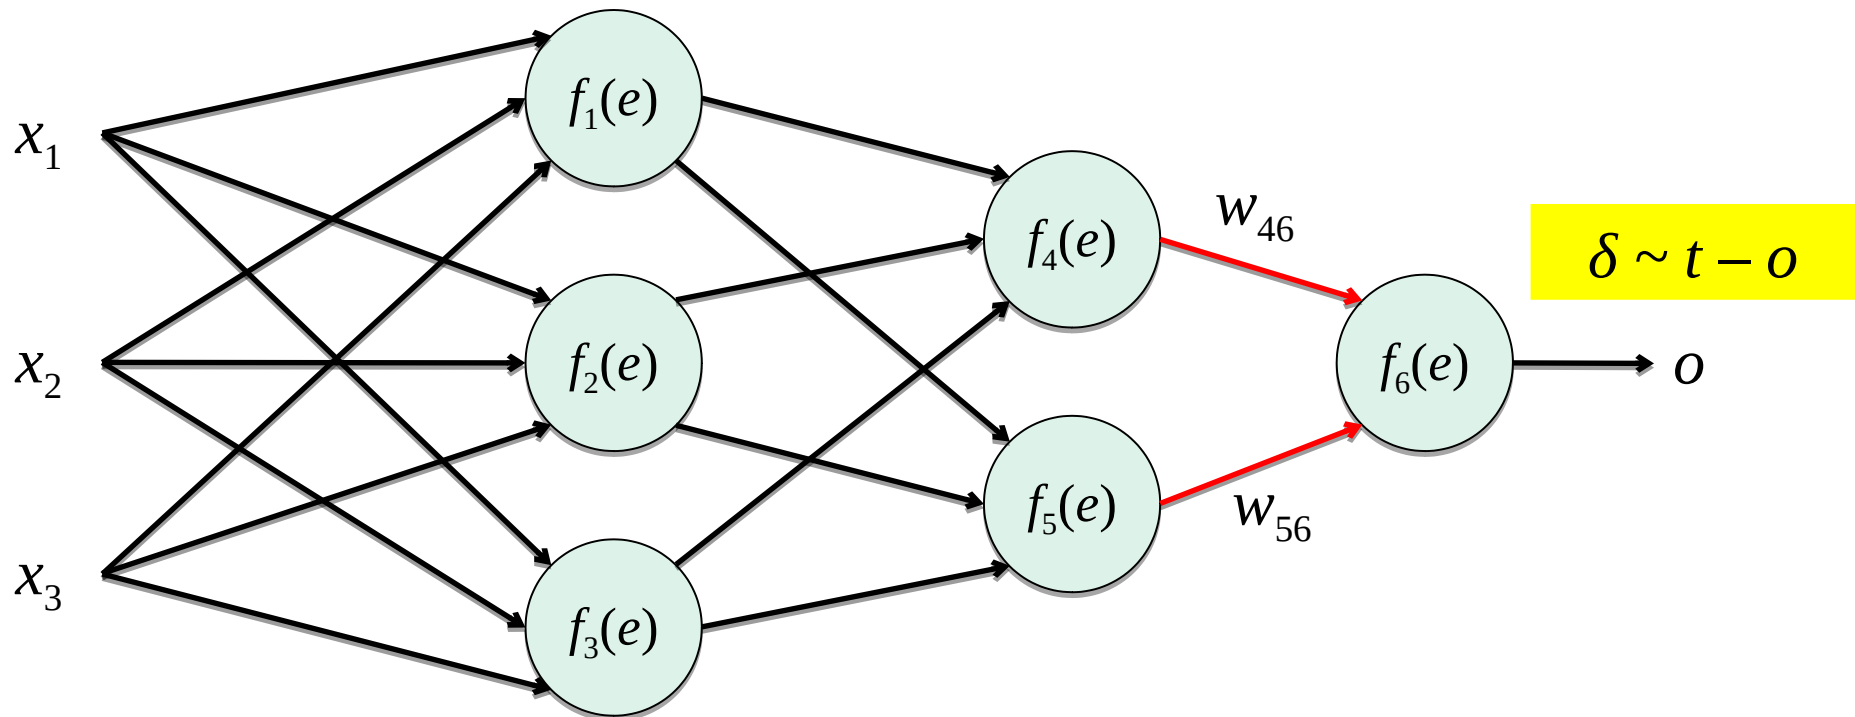 x₁
x₂
x₃
f₁(e)
f₂(e)
f₃(e)
f₄(e)
f₅(e)
w₄₆
w₅₆
f₆(e)
δ ~ t – o
o